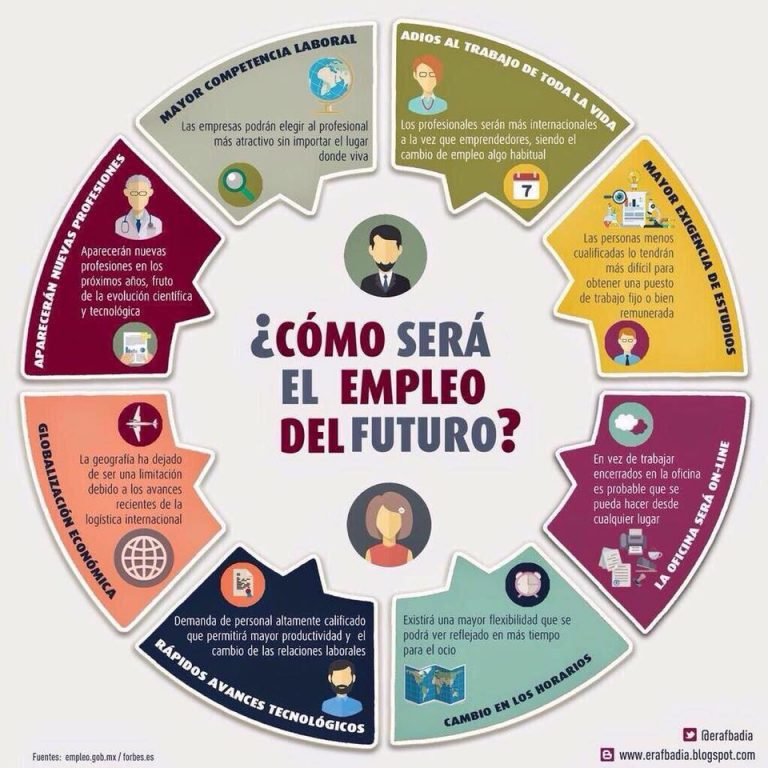 ¿CÓMO SERÁ
EL EMPLEO
DEL FUTURO?
ADIOS AL TRABAJO DE TODA LA VIDA
Los profesionales serán más internacionales
a la vez que emprendedores, siendo el
cambio de empleo algo habitual
7
MAYOR EXIGENCIA DE ESTUDIOS
Las personas menos
cualificadas lo tendrán
más difícil para
obtener una puesto
de trabajo fijo o bien
remunerada
LA OFICINA SERÁ ON-LINE
En vez de trabajar
encerrados en la oficina
es probable que se
pueda hacer desde
cualquier lugar
CAMBIO EN LOS HORARIOS
Existirá una mayor flexibilidad que se
podrá ver reflejado en más tiempo
para el ocio
RÁPIDOS AVANCES TECNOLÓGICOS
Demanda de personal altamente calificado
que permitirá mayor productividad y el
cambio de las relaciones laborales
GLOBALIZACIÓN ECONÓMICA
La geografía ha dejado
de ser una limitación
debido a los avances
recientes de la
logística internacional
APARECERÁN NUEVAS PROFESIONES
Aparecerán nuevas
profesiones en los
próximos años, fruto
de la evolución científica
y tecnológica
MAYOR COMPETENCIA LABORAL
Las empresas podrán elegir al profesional
más atractivo sin importar el lugar
donde viva
Fuentes: empleo.gob.mx / forbes.es
@erafbadia
www.erafbadia.blogspot.com